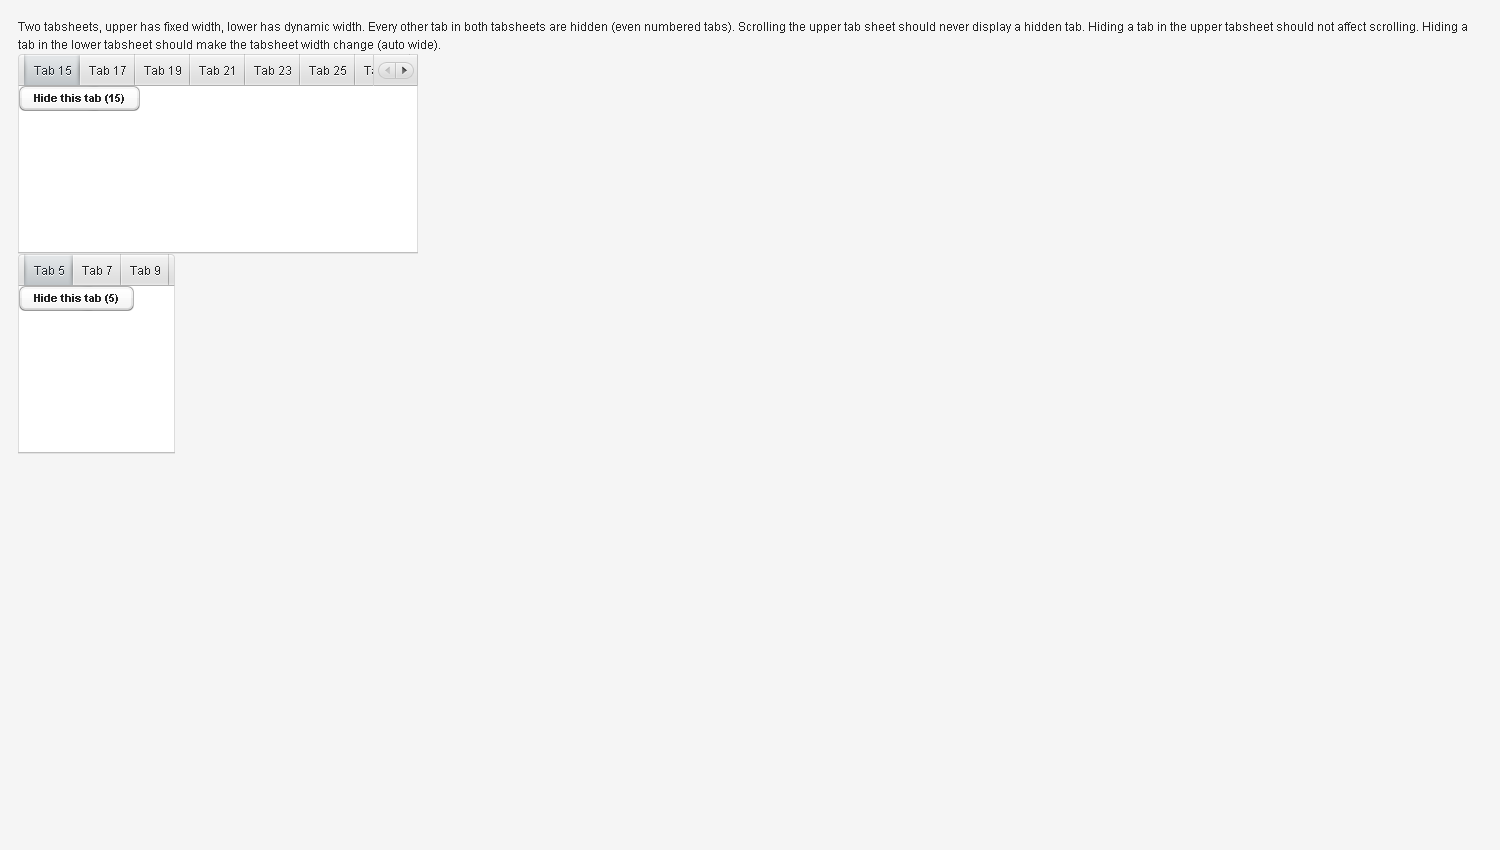 Two tabsheets, upper has fixed width, lower has dynamic width. Every other tab in both tabsheets are hidden (even numbered tabs). Scrolling the upper tab sheet should never display a hidden tab. Hiding a tab in the upper tabsheet should not affect scrolling. Hiding a
tab in the lower tabsheet should make the tabsheet width change (auto wide).
Tab 15 Tab 17 Tab 19 Tab 21 Tab 23 Tab 25
Hide this tab (15)
Tab 5 Tab 7 Tab 9
Hide this tab (5)